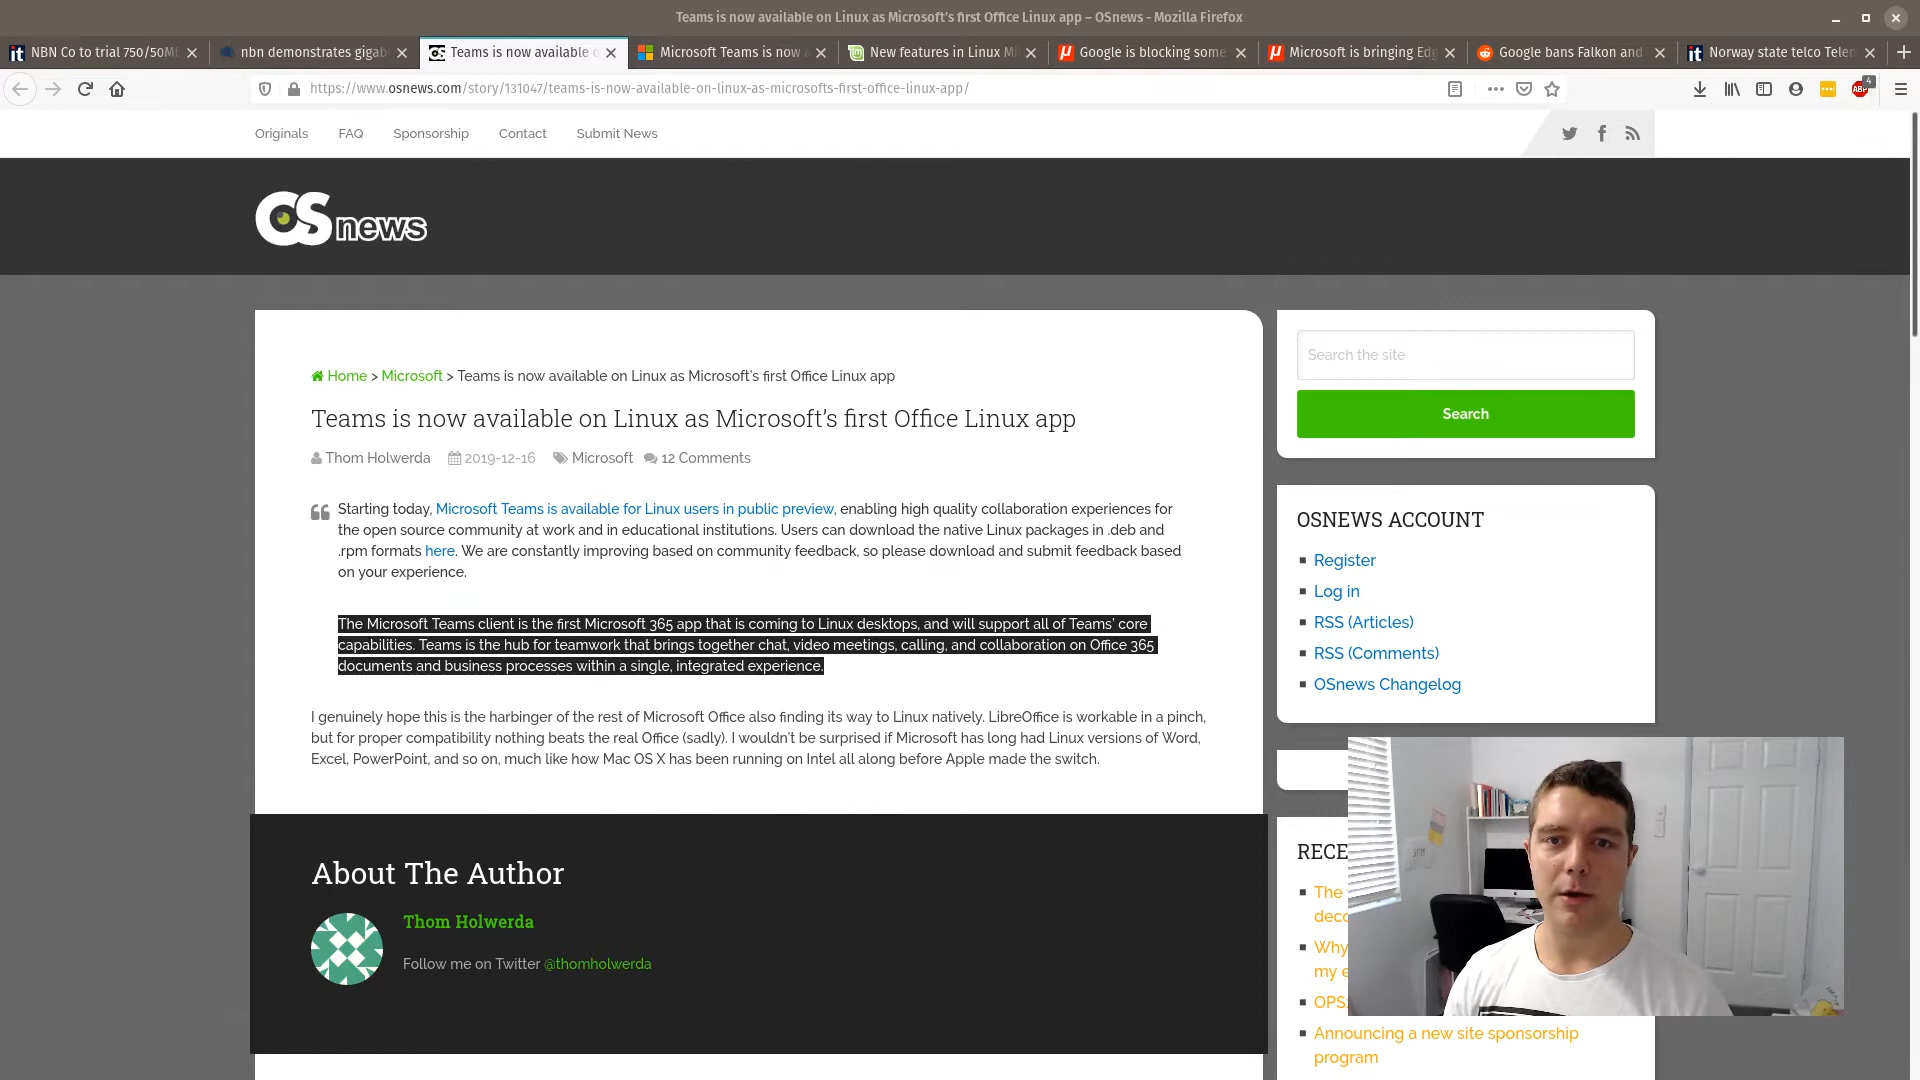 Teams is now available on Linux as Microsoft's first Office Linux app – OSnews - Mozilla Firefox
NBN Co to trial 750/50Mb
nbn demonstrates gigab
Teams is now available o
Microsoft Teams is now a
New features in Linux Mi
Google is blocking some
Microsoft is bringing Edg
Google bans Falkon and
Norway state telco Telen
https://www.osnews.com/story/131047/teams-is-now-available-on-linux-as-microsofts-first-office-linux-app/
ABP
4
Originals
FAQ
Sponsorship
Contact
Submit News
OSnews
Home > Microsoft > Teams is now available on Linux as Microsoft's first Office Linux app
Teams is now available on Linux as Microsoft's first Office Linux app
Thom Holwerda 2019-12-16 Microsoft 12 Comments
Starting today, Microsoft Teams is available for Linux users in public preview, enabling high quality collaboration experiences for
the open source community at work and in educational institutions. Users can download the native Linux packages in .deb and
.rpm formats here. We are constantly improving based on community feedback, so please download and submit feedback based
on your experience.
The Microsoft Teams client is the first Microsoft 365 app that is coming to Linux desktops, and will support all of Teams' core
capabilities. Teams is the hub for teamwork that brings together chat, video meetings, calling, and collaboration on Office 365
documents and business processes within a single, integrated experience.
I genuinely hope this is the harbinger of the rest of Microsoft Office also finding its way to Linux natively. LibreOffice is workable in a pinch,
but for proper compatibility nothing beats the real Office (sadly). I wouldn't be surprised if Microsoft has long had Linux versions of Word,
Excel, PowerPoint, and so on, much like how Mac OS X has been running on Intel all along before Apple made the switch.
About The Author
Thom Holwerda
Follow me on Twitter @thomholwerda
Search the site
Search
OSNEWS ACCOUNT
Register
Log in
RSS (Articles)
RSS (Comments)
OSnews Changelog
RECE
The
deco
Why
my e
OPS
Announcing a new site sponsorship
program